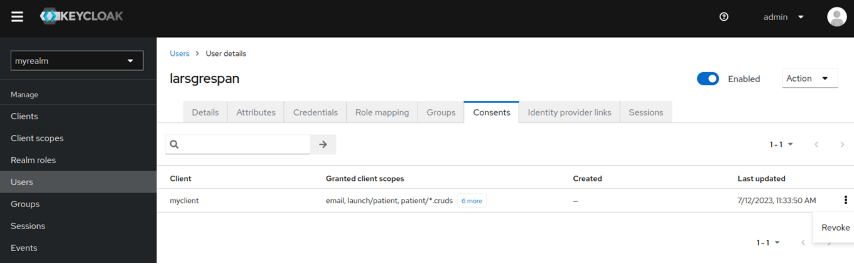 KEYCLOAK
admin
myrealm
Manage
Clients
Client scopes
Realm roles
Users
Groups
Sessions
Events
Users > User details
larsgrespan
Enabled
Action
Details Attributes Credentials Role mapping Groups Consents Identity provider links Sessions
1-1
Client Granted client scopes Created Last updated
myclient email, launch/patient, patient/*.cruds 6 more — 7/12/2023, 11:33:50 AM
Revoke
1-1